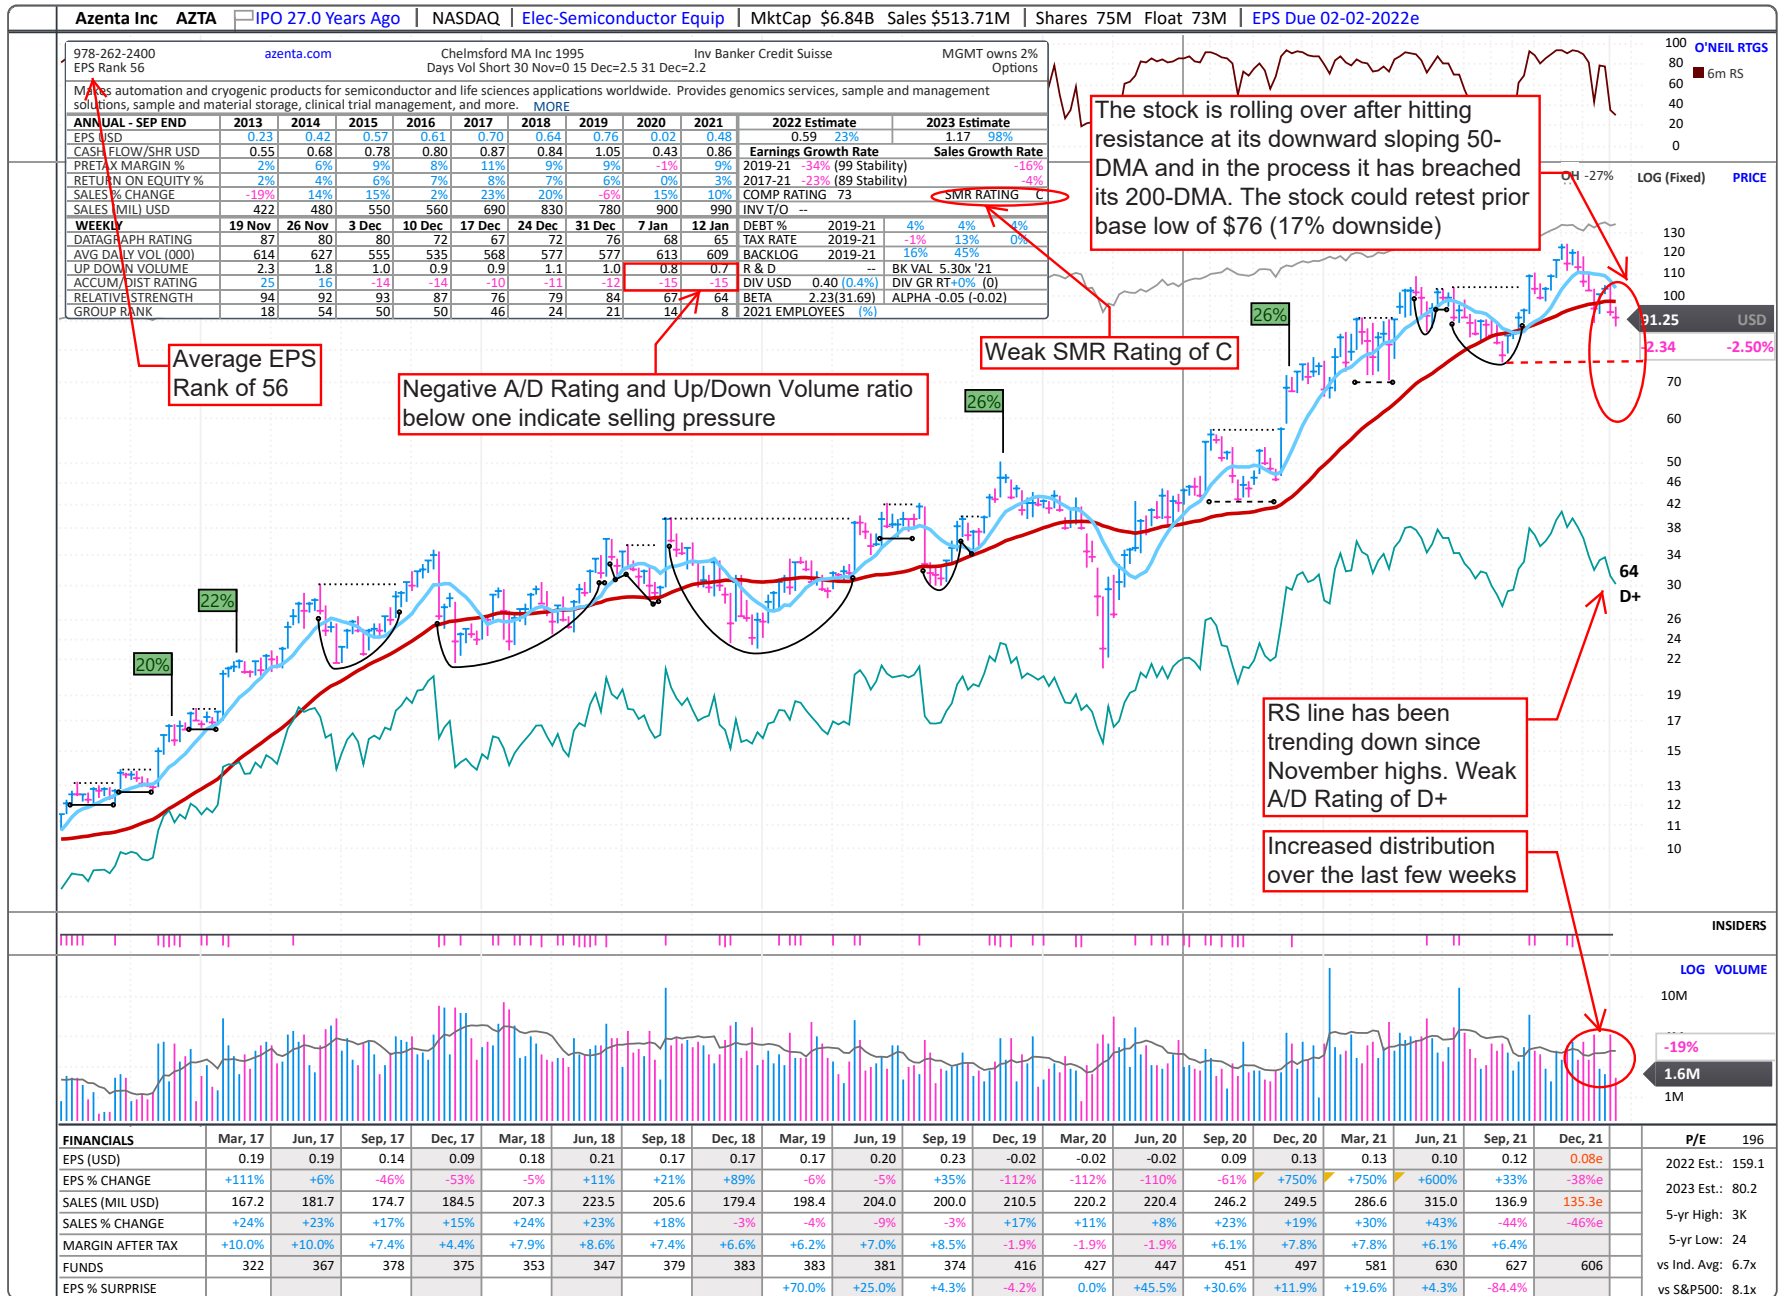 Azenta Inc AZTA IPO 27.0 Years Ago NASDAQ Elec-Semiconductor Equip MktCap $6.84B Sales $513.71M Shares 75M Float 73M EPS Due 02-02-2022e
978-262-2400 azenta.com Chelmsford MA Inc 1995 Inv Banker Credit Suisse MGMT owns 2%
EPS Rank 56 Days Vol Short 30 Nov=0 15 Dec=2.5 31 Dec=2.2 Options
Makes automation and cryogenic products for semiconductor and life sciences applications worldwide. Provides genomics services, sample and management
solutions, sample and material storage, clinical trial management, and more. MORE
ANNUAL - SEP END 2013 2014 2015 2016 2017 2018 2019 2020 2021 2022 Estimate 2023 Estimate
EPS USD 0.23 0.42 0.57 0.61 0.70 0.64 0.76 0.02 0.48 0.59 23% 1.17 98%
CASH FLOW/SHR USD 0.55 0.68 0.78 0.80 0.87 0.84 1.05 0.43 0.86 Earnings Growth Rate Sales Growth Rate
PRETAX MARGIN % 2% 6% 9% 8% 11% 9% 9% -1% 9% 2019-21 -34% (99 Stability) -16%
RETURN ON EQUITY % 2% 4% 6% 7% 8% 7% 6% 0% 3% 2017-21 -23% (89 Stability) -4%
SALES % CHANGE -19% 14% 15% 2% 23% 20% -6% 15% 10% COMP RATING 73 SMR RATING C
SALES (MIL) USD 422 480 550 560 690 830 780 900 990 INV T/O --
WEEKLY 19 Nov 26 Nov 3 Dec 10 Dec 17 Dec 24 Dec 31 Dec 7 Jan 12 Jan DEBT % 2019-21 4% 4% 4%
DATAGRAPH RATING 87 80 80 72 67 72 76 68 65 TAX RATE 2019-21 -1% 13% 0%
AVG DAILY VOL (000) 614 627 555 535 568 577 577 613 609 BACKLOG 2019-21 16% 45%
UP DOWN VOLUME 2.3 1.8 1.0 0.9 0.9 1.1 1.0 0.8 0.7 R & D -- BK VAL 5.30x '21
ACCUM/DIST RATING 25 16 -14 -14 -10 -11 -12 -15 -15 DIV USD 0.40 (0.4%) DIV GR RT +0% (0)
RELATIVE STRENGTH 94 92 93 87 76 79 84 67 64 BETA 2.23(31.69) ALPHA -0.05 (-0.02)
GROUP RANK 18 54 50 50 46 24 21 14 8 2021 EMPLOYEES (%)
100 O'NEIL RTGS
80 6m RS
60
40
20
0
The stock is rolling over after hitting
resistance at its downward sloping 50-
DMA and in the process it has breached
its 200-DMA. The stock could retest prior
base low of $76 (17% downside)
OH -27% LOG (Fixed) PRICE
130
120
110
100
91.25 USD
-2.34 -2.50%
70
60
50
46
42
38
34
30
26
24
22
19
17
15
13
12
11
10
Average EPS
Rank of 56
Negative A/D Rating and Up/Down Volume ratio
below one indicate selling pressure
Weak SMR Rating of C
26%
26%
22%
20%
64
D+
RS line has been
trending down since
November highs. Weak
A/D Rating of D+
Increased distribution
over the last few weeks
INSIDERS
LOG VOLUME
10M
-19%
1.6M
1M
FINANCIALS Mar, 17 Jun, 17 Sep, 17 Dec, 17 Mar, 18 Jun, 18 Sep, 18 Dec, 18 Mar, 19 Jun, 19 Sep, 19 Dec, 19 Mar, 20 Jun, 20 Sep, 20 Dec, 20 Mar, 21 Jun, 21 Sep, 21 Dec, 21
EPS (USD) 0.19 0.19 0.14 0.09 0.18 0.21 0.17 0.17 0.17 0.20 0.23 -0.02 -0.02 -0.02 0.09 0.13 0.13 0.10 0.12 0.08e
EPS % CHANGE +111% +6% -46% -53% -5% +11% +21% +89% -6% -5% +35% -112% -112% -110% -61% +750% +750% +600% +33% -38%e
SALES (MIL USD) 167.2 181.7 174.7 184.5 207.3 223.5 205.6 179.4 198.4 204.0 200.0 210.5 220.2 220.4 246.2 249.5 286.6 315.0 136.9 135.3e
SALES % CHANGE +24% +23% +17% +15% +24% +23% +18% -3% -4% -9% -3% +17% +11% +8% +23% +19% +30% +43% -44% -46%e
MARGIN AFTER TAX +10.0% +10.0% +7.4% +4.4% +7.9% +8.6% +7.4% +6.6% +6.2% +7.0% +8.5% -1.9% -1.9% -1.9% +6.1% +7.8% +7.8% +6.1% +6.4%
FUNDS 322 367 378 375 353 347 379 383 383 381 374 416 427 447 451 497 581 630 627 606
EPS % SURPRISE +70.0% +25.0% +4.3% -4.2% 0.0% +45.5% +30.6% +11.9% +19.6% +4.3% -84.4%
P/E 196
2022 Est.: 159.1
2023 Est.: 80.2
5-yr High: 3K
5-yr Low: 24
vs Ind. Avg: 6.7x
vs S&P500: 8.1x